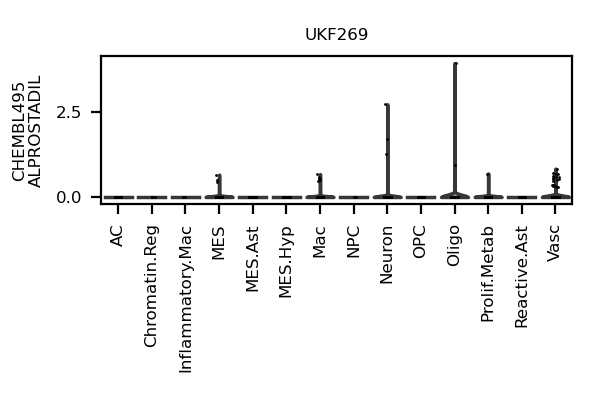 UKF269
CHEMBL495
ALPROSTADIL
2.5
0.0
AC
Chromatin.Reg
Inflammatory.Mac
MES
MES.Ast
MES.Hyp
Mac
NPC
Neuron
OPC
Oligo
Prolif.Metab
Reactive.Ast
Vasc